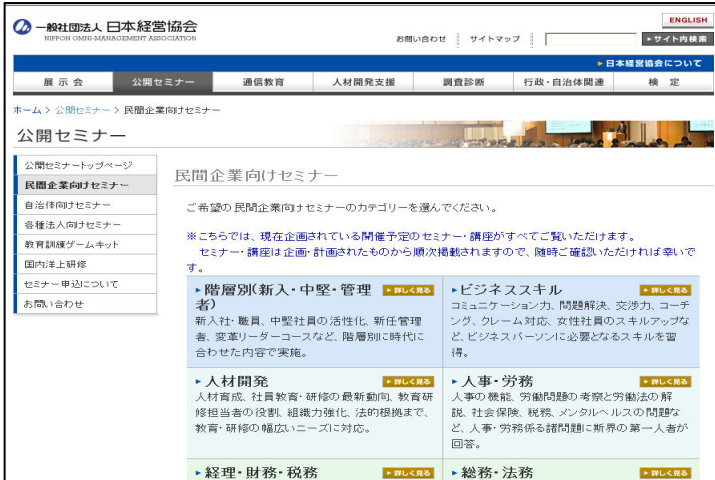 一般社団法人 日本経営協会
NIPPON OMNI-MANAGEMENT ASSOCIATION
ENGLISH
お問い合わせ サイトマップ サイト内検索
日本経営協会について
展示会 公開セミナー 通信教育 人材開発支援 調査診断 行政・自治体関連 検定
ホーム > 公開セミナー > 民間企業向けセミナー
公開セミナー
公開セミナートップページ
民間企業向けセミナー
自治体向けセミナー
各種法人向けセミナー
教育訓練ゲームキット
国内洋上研修
セミナー申込について
お問い合わせ
民間企業向けセミナー
ご希望の民間企業向けセミナーのカテゴリーを選んでください。
※こちらでは、現在企画されている開催予定のセミナー・講座がすべてご覧いただけます。
セミナー・講座は企画・計画されたものから順次掲載されますので、随時ご確認いただければ幸いで
す。
階層別(新入・中堅・管理 詳しく見る
者)
新入社・職員、中堅社員の活性化、新任管理
者、変革リーダーコースなど、階層別に時代に
合わせた内容で実施。
ビジネススキル 詳しく見る
コミュニケーション力、問題解決、交渉力、コーチ
ング、クレーム対応、女性社員のスキルアップな
ど、ビジネスパーソンに必要となるスキルを習
得。
人材開発 詳しく見る
人材育成、社員教育・研修の最新動向、教育研
修担当者の役割、組織力強化、法的根拠まで、
教育・研修の幅広いニーズに対応。
人事・労務 詳しく見る
人事の機能、労働問題の考察と労働法の解
説、社会保険、税務、メンタルヘルスの問題な
ど、人事・労務係る諸問題に斯界の第一人者が
回答。
経理・財務・税務 詳しく見る
総務・法務 詳しく見る